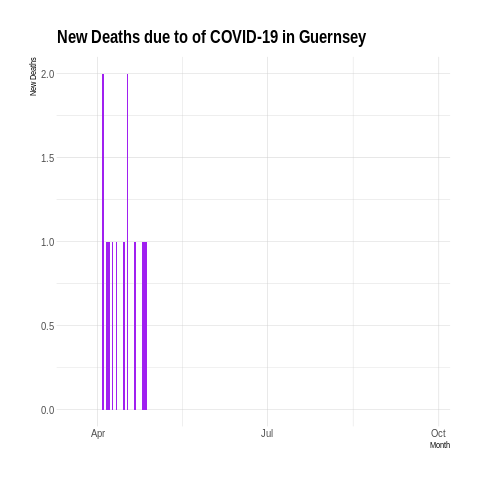 New Deaths due to of COVID-19 in Guernsey
New Deaths
2.0
1.5
1.0
0.5
0.0
Apr
Jul
Oct
Month